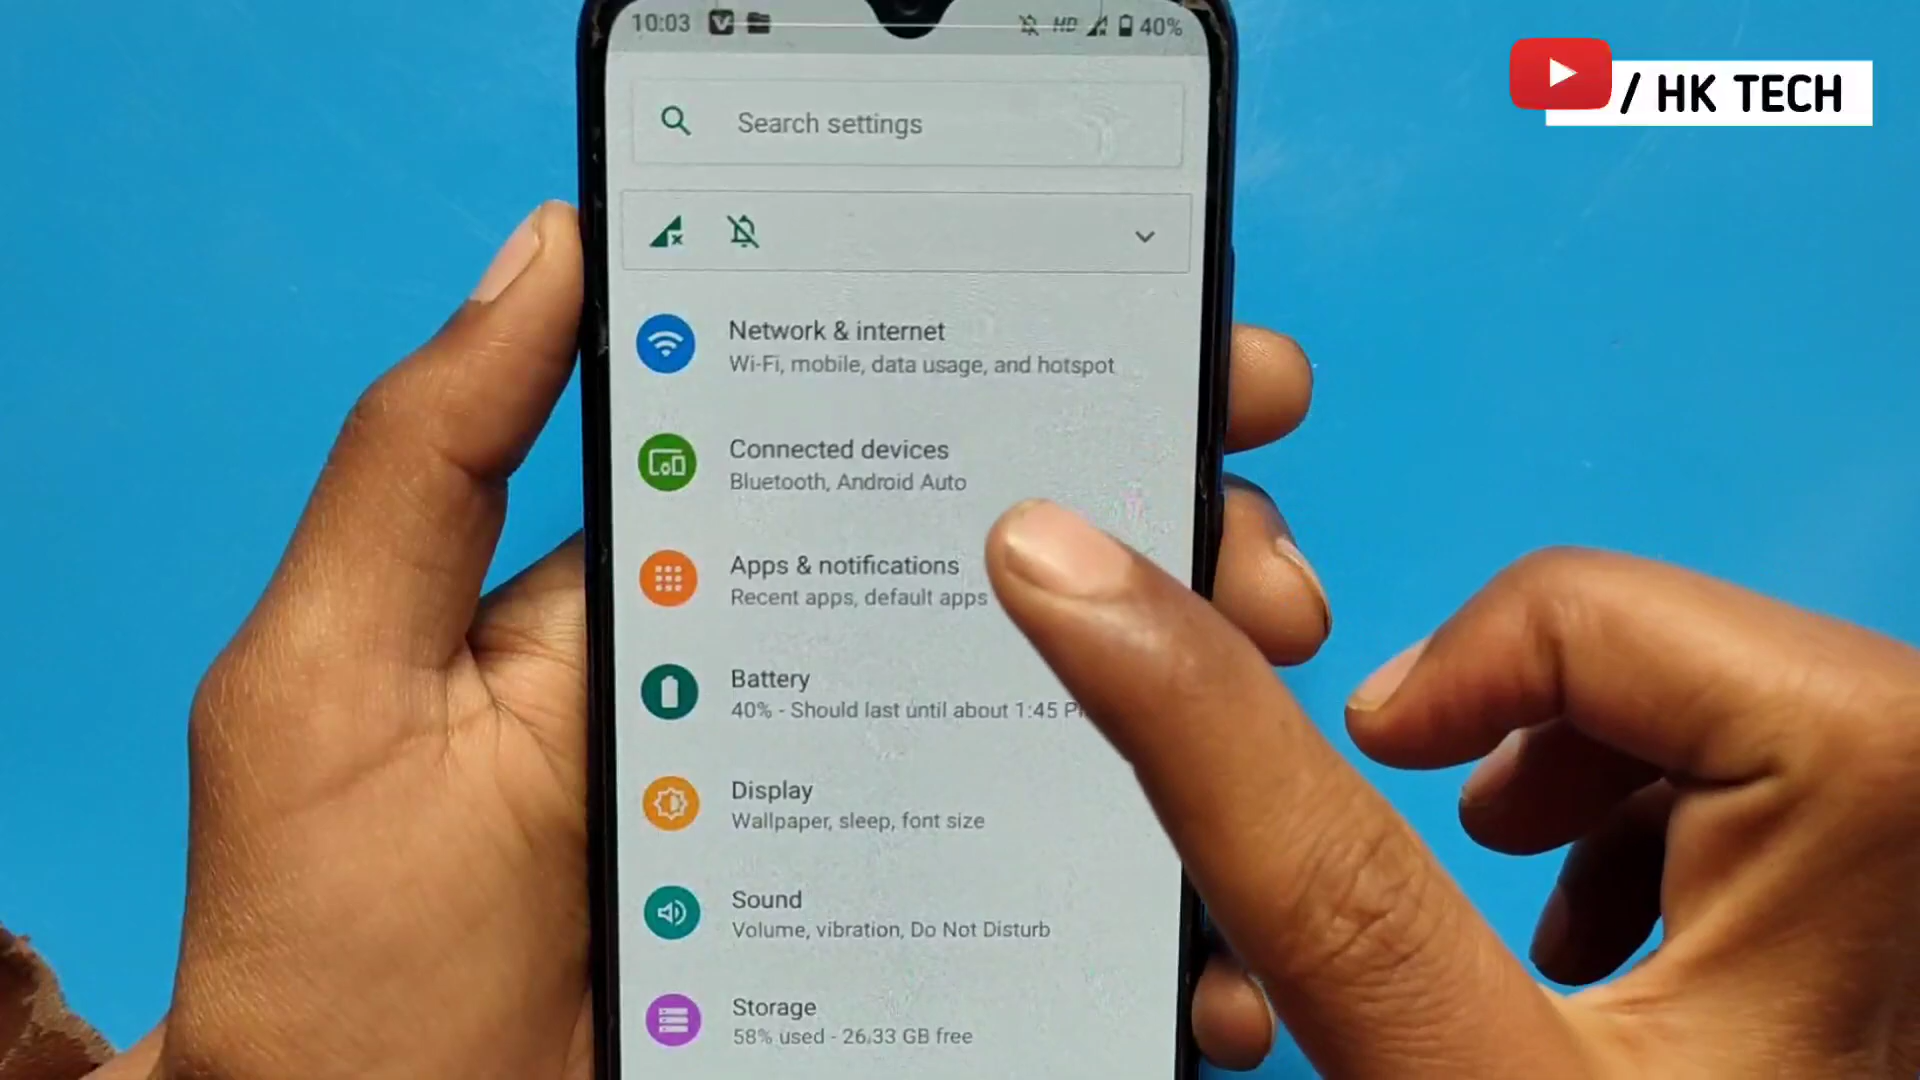 10:03 HD 40%
/ HK TECH
Search settings
Network & internet
Wi-Fi, mobile, data usage, and hotspot
Connected devices
Bluetooth, Android Auto
Apps & notifications
Recent apps, default apps
Battery
40% - Should last until about 1:45
Display
Wallpaper, sleep, font size
Sound
Volume, vibration, Do Not Disturb
Storage
58% used - 26.33 GB free